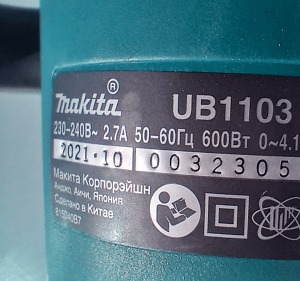 makita® UB1103
230-240В~ 2.7А 50-60Гц 600Вт 0~4.1
2021·10 0032305
Макита Корпорэйшн
Анджо, Аичи, Япония
Сделано в Китае